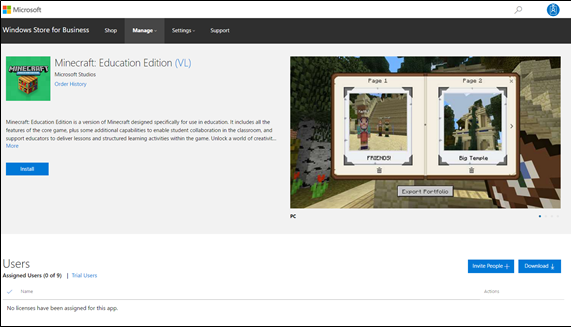 Microsoft
Windows Store for Business
Shop
Manage
Settings
Support
MINECRAFT
Minecraft: Education Edition (VL)
Microsoft Studios
Order History
Minecraft: Education Edition is a version of Minecraft designed specifically for use in education. It includes all the
features of the core game, plus some additional capabilities to enable student collaboration in the classroom, and
support educators to deliver lessons and structured learning activities within the game. Unlock a world of creativit...
More
Install
Page 1
Page 2
FRIENDS!
Big Temple
Export Portfolio
PC
Users
Assigned Users (0 of 9) | Trial Users
Invite People +
Download
Name
Actions
No licenses have been assigned for this app.